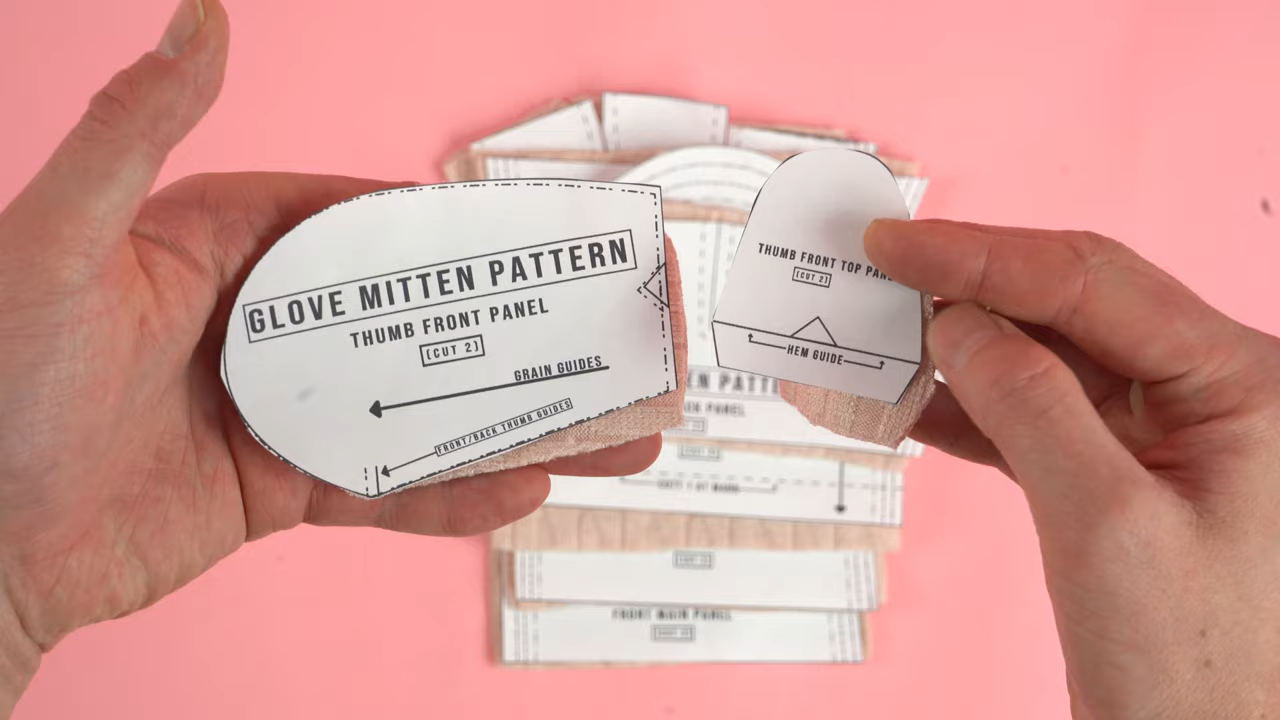 GLOVE MITTEN PATTERN
THUMB FRONT PANEL
[CUT 2]
GRAIN GUIDES
FRONT/BACK THUMB GUIDES
THUMB FRONT TOP
[CUT 2]
HEM GUIDE
PANEL
FRONT MAIN PANEL